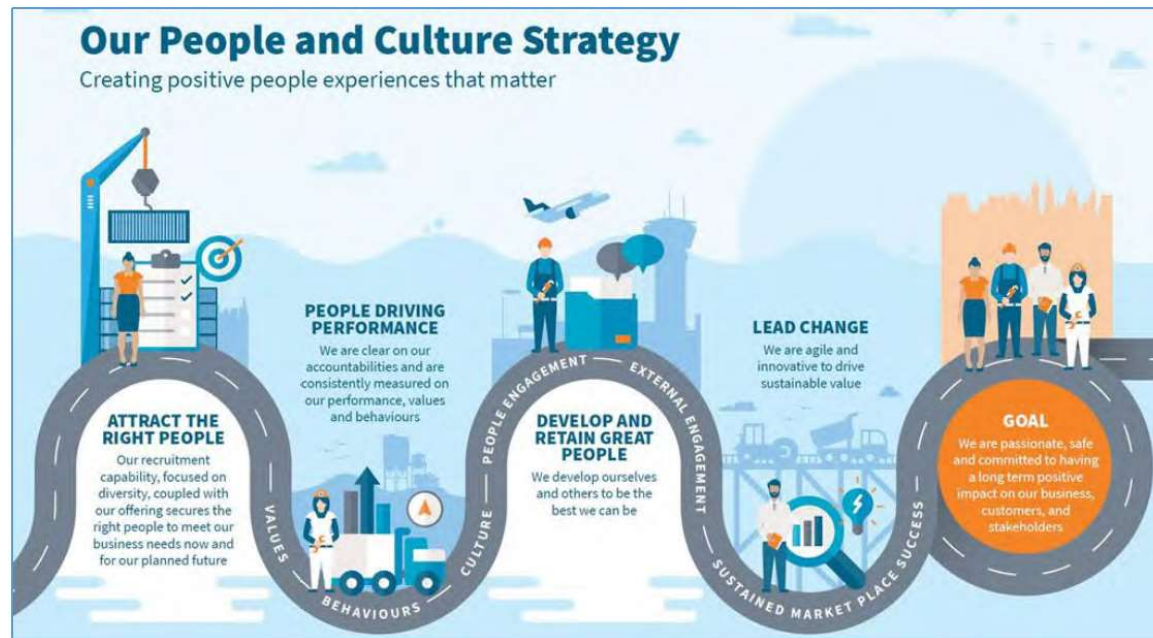 Our People and Culture Strategy
Creating positive people experiences that matter
ATTRACT THE
RIGHT PEOPLE
Our recruitment
capability, focused on
diversity, coupled with
our offering secures the
right people to meet our
business needs now and
for our planned future
VALUES
PEOPLE DRIVING
PERFORMANCE
We are clear on our
accountabilities and are
consistently measured on
our performance, values
and behaviours
BEHAVIOURS
CULTURE
PEOPLE ENGAGEMENT
DEVELOP AND
RETAIN GREAT
PEOPLE
We develop ourselves
and others to be the
best we can be
EXTERNAL ENGAGEMENT
LEAD CHANGE
We are agile and
innovative to drive
sustainable value
SUSTAINED MARKET PLACE SUCCESS
GOAL
We are passionate, safe
and committed to having
a long term positive
impact on our business,
customers, and
stakeholders